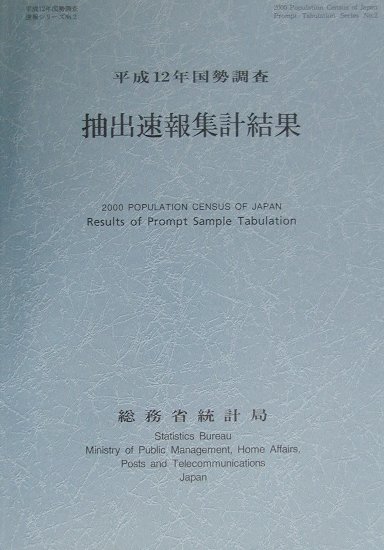 平成12年国勢調査
速報シリーズNo.2
2000 Population Census of Japan
Prompt Tabulation Series No.2
平成12年国勢調査
抽出速報集計結果
2000 POPULATION CENSUS OF JAPAN
Results of Prompt Sample Tabulation
総務省統計局
Statistics Bureau
Ministry of Public Management, Home Affairs,
Posts and Telecommunications
Japan